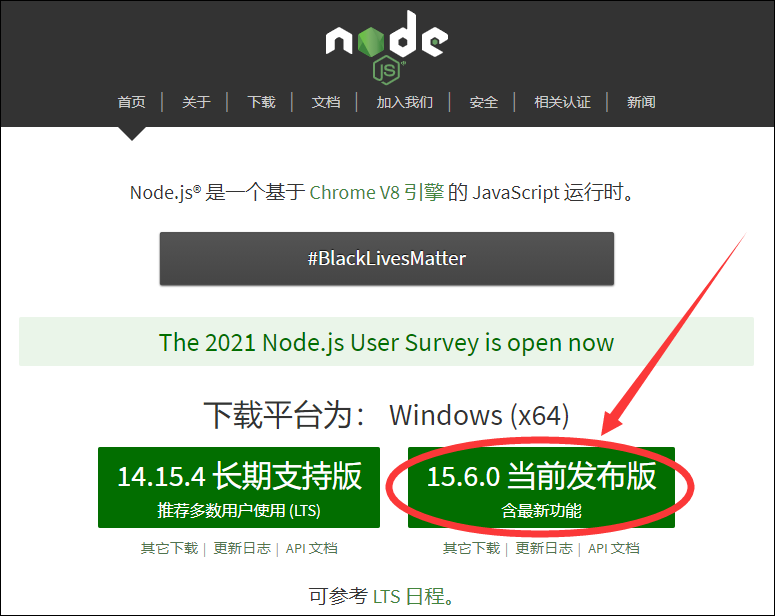 node
JS
首页 | 关于 | 下载 | 文档 | 加入我们 | 安全 | 相关认证 | 新闻
Node.js® 是一个基于 Chrome V8 引擎 的 JavaScript 运行时。
#BlackLivesMatter
The 2021 Node.js User Survey is open now
下载平台为： Windows (x64)
14.15.4 长期支持版
推荐多数用户使用 (LTS)
其它下载 | 更新日志 | API 文档
15.6.0 当前发布版
含最新功能
其它下载 | 更新日志 | API 文档
可参考 LTS 日程。